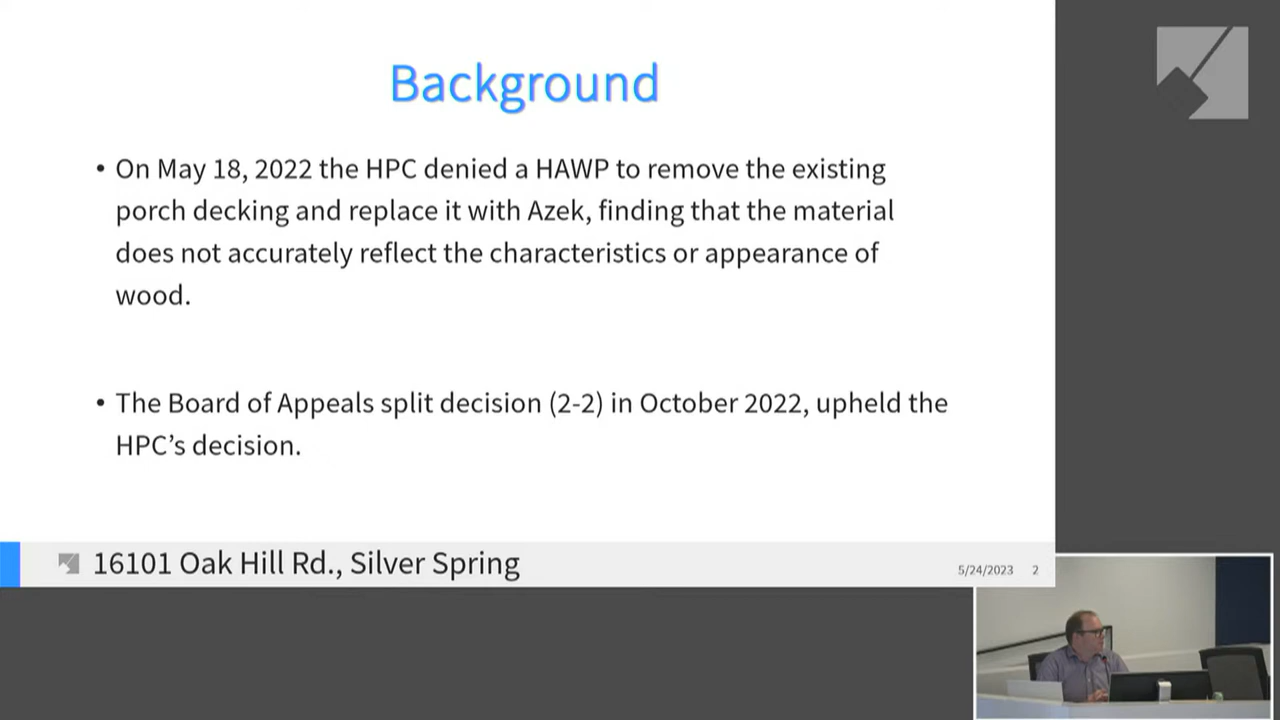 Background
• On May 18, 2022 the HPC denied a HAWP to remove the existing
porch decking and replace it with Azek, finding that the material
does not accurately reflect the characteristics or appearance of
wood.
• The Board of Appeals split decision (2-2) in October 2022, upheld the
HPC’s decision.
16101 Oak Hill Rd., Silver Spring
5/24/2023 2